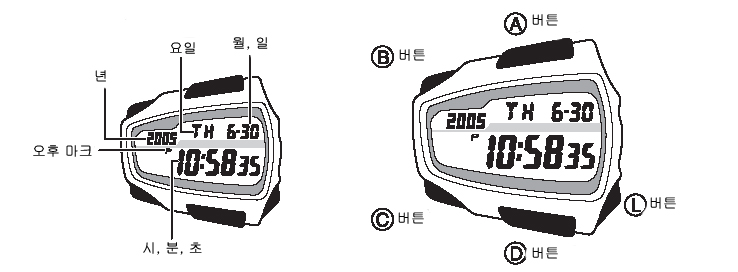 년
요일
월, 일
오후 마크
시, 분, 초
2005
TH 6-30
P
10:58 35
Ⓐ 버튼
Ⓑ 버튼
2005
TH 6-30
P
10:58 35
Ⓒ 버튼
Ⓛ 버튼
Ⓓ 버튼